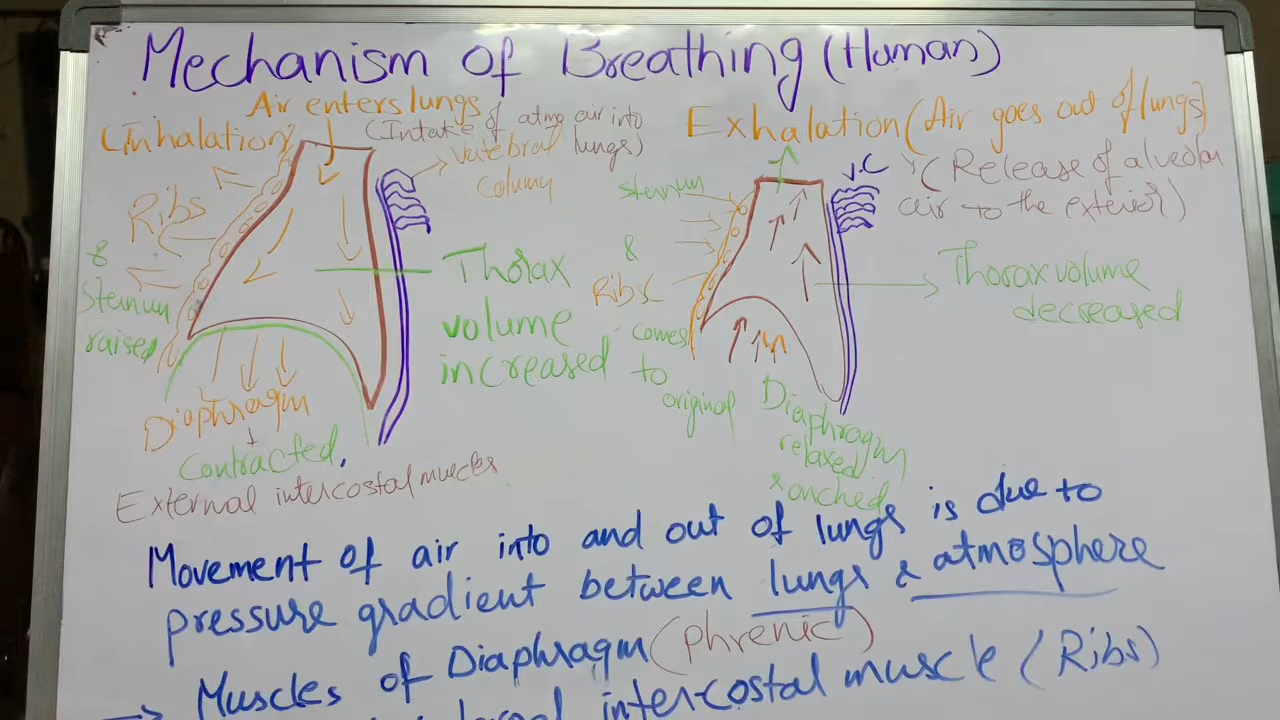 Mechanism of Breathing (Human)
Air enters lungs
(Inhalation)
(Intake of atmo air into
lungs)
Vertebral
Column
Ribs
&
Sternum
raised
Thorax
volume
increased
Diaphragm
Contracted.
External intercostal muscles
Exhalation (Air goes out of lungs)
(Release of alveolar
air to the exterior)
V.C
sternum
&
Ribs
comes
to
original
Thorax volume
decreased
Diaphragm
relaxed
& arched
Movement of air into and out of lungs is due to
pressure gradient between lungs & atmosphere
→ Muscles of Diaphragm (Phrenic)
intercostal muscle (Ribs)